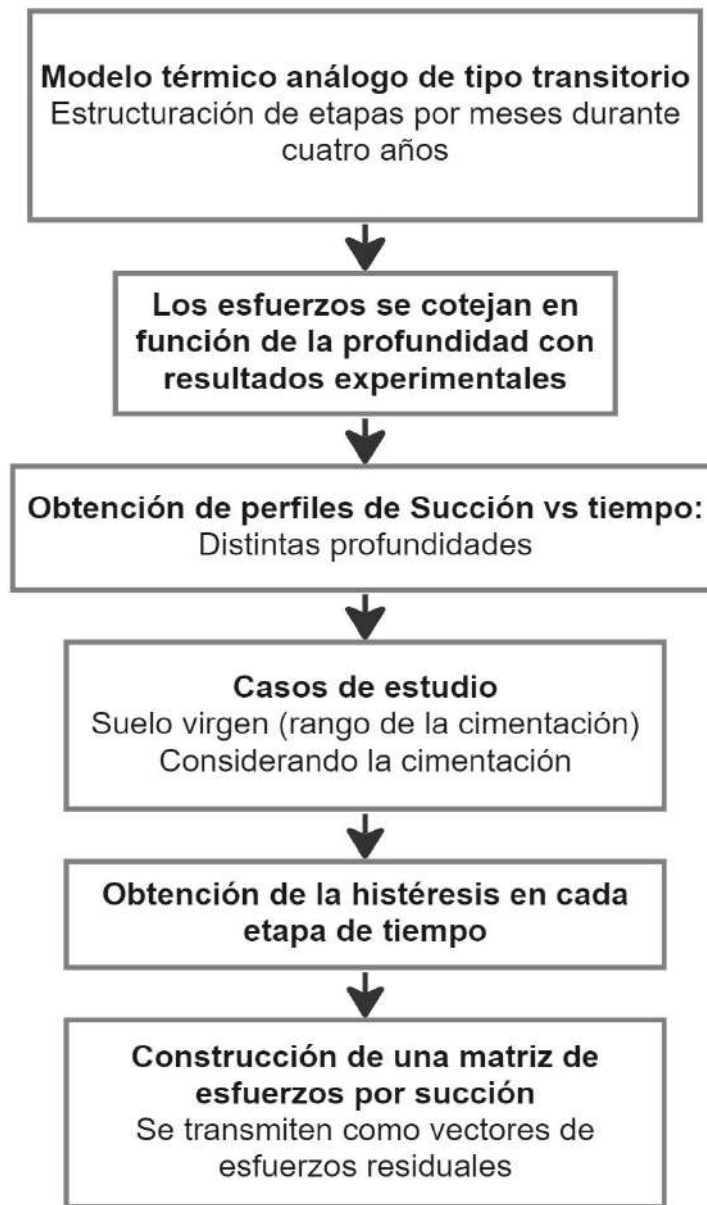 Modelo térmico análogo de tipo transitorio
Estructuración de etapas por meses durante
cuatro años
Los esfuerzos se cotejan en
función de la profundidad con
resultados experimentales
Obtención de perfiles de Succión vs tiempo:
Distintas profundidades
Casos de estudio
Suelo virgen (rango de la cimentación)
Considerando la cimentación
Obtención de la histéresis en cada
etapa de tiempo
Construcción de una matriz de
esfuerzos por succión
Se transmiten como vectores de
esfuerzos residuales